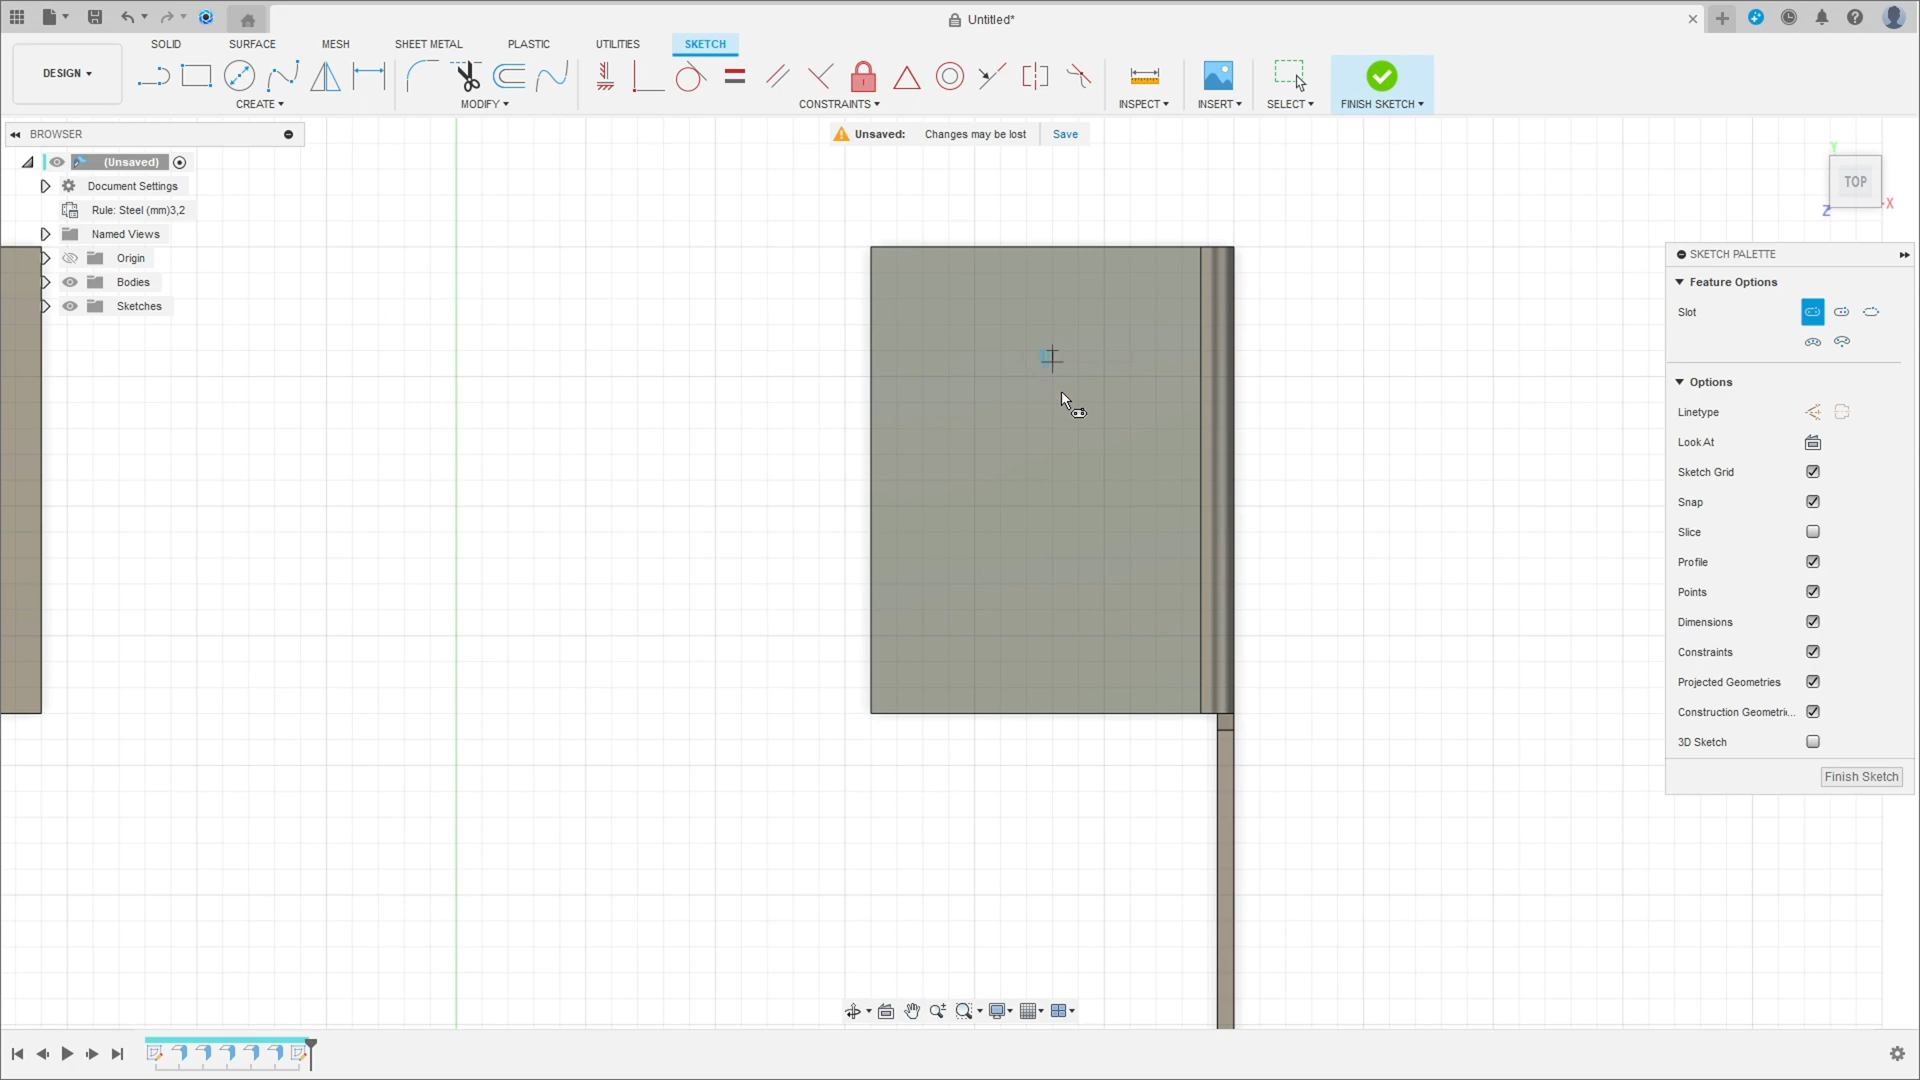 Untitled*
SOLID SURFACE MESH SHEET METAL PLASTIC UTILITIES SKETCH
DESIGN
CREATE MODIFY CONSTRAINTS INSPECT INSERT SELECT FINISH SKETCH
BROWSER
Unsaved: Changes may be lost Save
(Unsaved)
Document Settings
Rule: Steel (mm)3,2
Named Views
Origin
Bodies
Sketches
Y
TOP
X
Z
SKETCH PALETTE
Feature Options
Slot
Options
Linetype
Look At
Sketch Grid
Snap
Slice
Profile
Points
Dimensions
Constraints
Projected Geometries
Construction Geometri...
3D Sketch
Finish Sketch